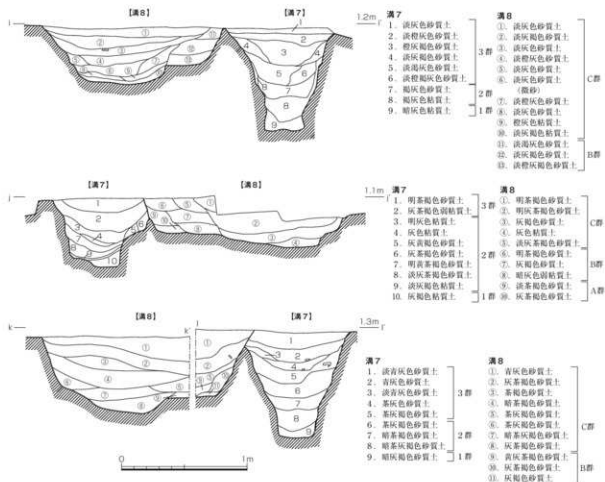 【溝8】 【溝7】
i 1.2m i'
溝7
1. 淡灰色砂質土
2. 淡橙灰色砂質土
3. 橙灰褐色砂質土
4. 淡灰褐色砂質土
5. 淡濁灰色砂質土
6. 淡橙褐灰色砂質土
7. 褐灰色砂質土
8. 褐灰色粘質土
9. 暗灰色粘質土
3群
2群
1群
溝8
①. 淡灰色砂質土
②. 淡灰褐色砂質土
③. 淡灰色砂質土
④. 淡橙灰色砂質土
⑤. 淡灰色砂質土
⑥. 淡灰色砂質土
(微砂)
⑦. 淡橙灰色砂質土
⑧. 淡灰色砂質土
⑨. 橙灰色粘質土
⑩. 淡灰色粘質土
⑪. 淡濁灰色砂質土
⑫. 淡灰色砂質土
⑬. 淡橙灰褐色砂質土
C群
B群
【溝7】 【溝8】
j 1.1m j'
溝7
1. 明茶褐色砂質土
2. 灰茶褐色弱粘質土
3. 明灰色粘質土
4. 灰色粘質土
5. 灰黄褐色砂質土
6. 灰茶褐色砂質土
7. 明黄茶褐色砂質土
8. 淡灰茶褐色砂質土
9. 淡灰褐色粘質土
10. 灰褐色粘質土
3群
2群
1群
溝8
①. 明茶褐色砂質土
②. 明灰茶褐色砂質土
③. 灰褐色砂質土
④. 灰色粘質土
⑤. 淡灰茶褐色砂質土
⑥. 明茶褐色砂質土
⑦. 灰褐色砂質土
⑧. 暗灰色弱粘質土
⑨. 淡茶褐色砂質土
⑩. 灰茶褐色砂質土
C群
B群
A群
【溝8】 【溝7】
k k' l 1.3m l'
溝7
1. 淡青灰色砂質土
2. 青灰色砂質土
3. 淡青灰色砂質土
4. 茶灰色砂質土
5. 茶灰褐色砂質土
6. 茶灰褐色砂質土
7. 暗茶褐色砂質土
8. 暗茶青灰色砂質土
9. 暗灰褐色砂質土
3群
2群
1群
溝8
①. 青灰色砂質土
②. 灰茶褐色砂質土
③. 茶褐色砂質土
④. 暗茶褐色砂質土
⑤. 茶灰褐色砂質土
⑥. 茶灰褐色砂質土
⑦. 暗茶灰褐色砂質土
⑧. 灰茶褐色砂質土
⑨. 黄灰茶褐色砂質土
⑩. 灰茶褐色砂質土
⑪. 灰褐色砂質土
C群
B群
0 1m